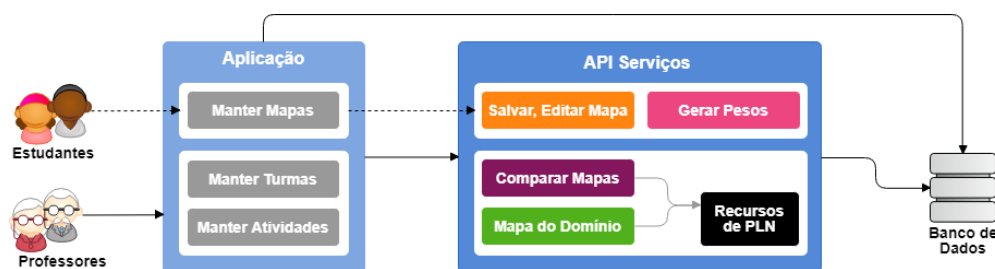 Aplicação
API Serviços
Manter Mapas
Salvar, Editar Mapa
Gerar Pesos
Estudantes
Manter Turmas
Comparar Mapas
Manter Atividades
Mapa do Domínio
Recursos
de PLN
Professores
Banco de
Dados